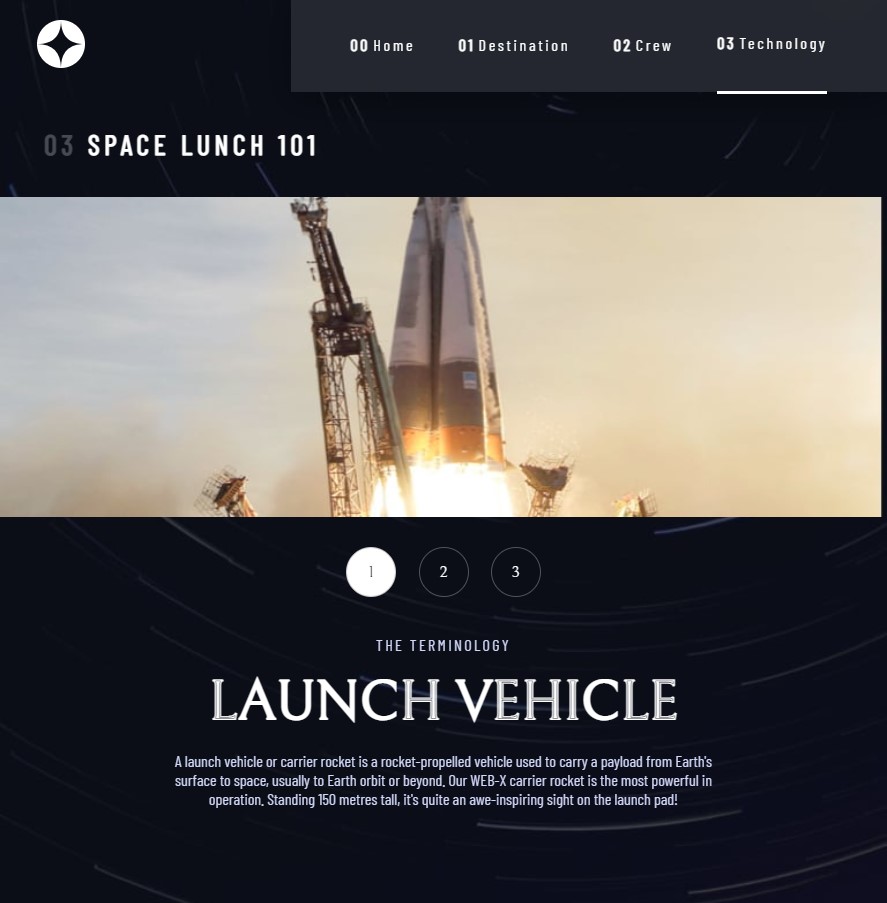 00 Home 01 Destination 02 Crew 03 Technology
03 SPACE LUNCH 101
1 2 3
THE TERMINOLOGY
LAUNCH VEHICLE
A launch vehicle or carrier rocket is a rocket-propelled vehicle used to carry a payload from Earth's
surface to space, usually to Earth orbit or beyond. Our WEB-X carrier rocket is the most powerful in
operation. Standing 150 metres tall, it's quite an awe-inspiring sight on the launch pad!